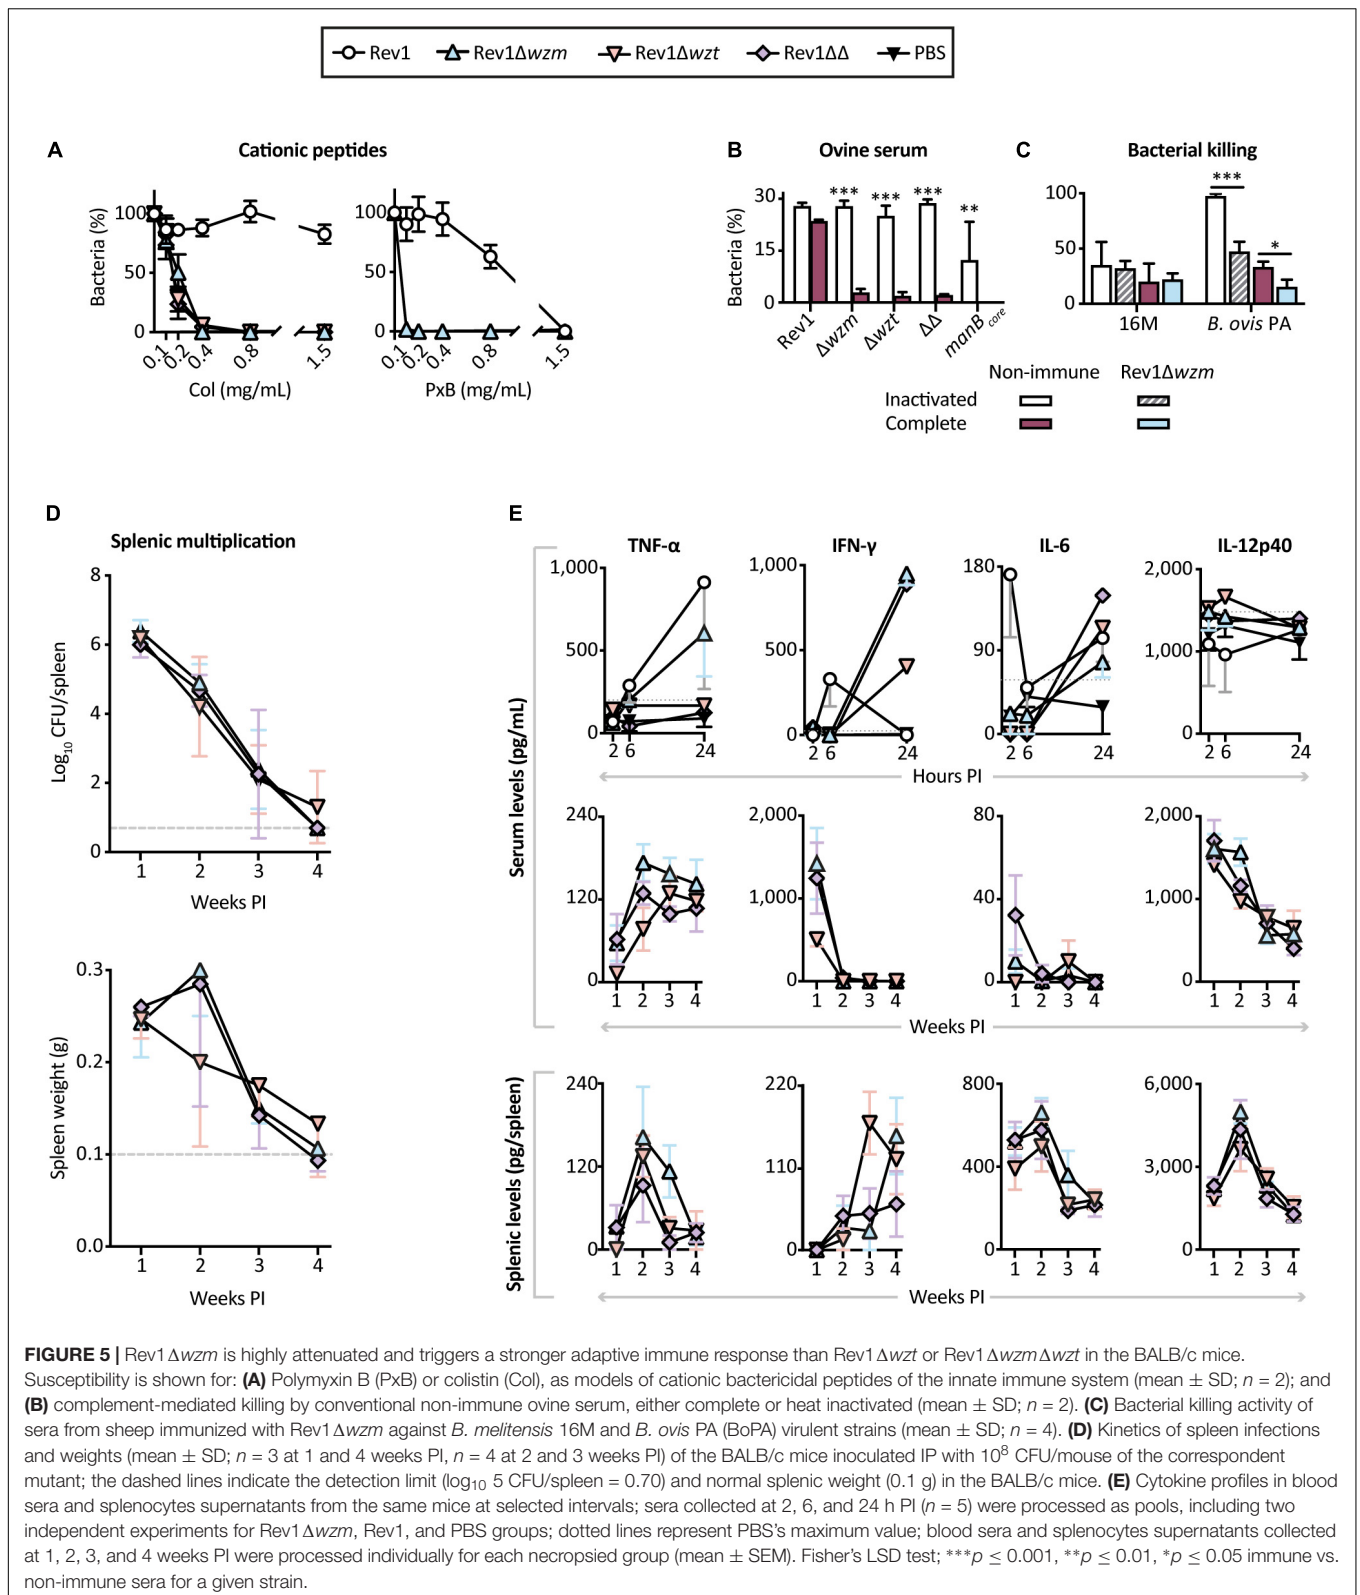 Rev1 Rev1Δwzm Rev1Δwzt Rev1ΔΔ PBS
A Cationic peptides
Bacteria (%)
100
50
0
0.1 0.2 0.4 0.8 1.5
Col (mg/mL)
100
50
0
0.1 0.2 0.4 0.8 1.5
PxB (mg/mL)
B Ovine serum
Bacteria (%)
30
15
0
*** *** *** **
Rev1 Δwzm Δwzt ΔΔ manB core
C Bacterial killing
100
50
0
*** *
16M B. ovis PA
Non-immune Rev1Δwzm
Inactivated
Complete
D
Splenic multiplication
Log10 CFU/spleen
8
6
4
2
0
1 2 3 4
Weeks PI
Spleen weight (g)
0.3
0.2
0.1
0.0
1 2 3 4
Weeks PI
E
TNF-α IFN-γ IL-6 IL-12p40
Serum levels (pg/mL)
1,000
500
0
2 6 24
1,000
500
0
2 6 24
180
90
0
2 6 24
2,000
1,000
0
2 6 24
Hours PI
240
120
0
1 2 3 4
2,000
1,000
0
1 2 3 4
80
40
0
1 2 3 4
2,000
1,000
0
1 2 3 4
Weeks PI
Splenic levels (pg/spleen)
240
120
0
1 2 3 4
220
110
0
1 2 3 4
800
400
0
1 2 3 4
6,000
3,000
0
1 2 3 4
Weeks PI
FIGURE 5 | Rev1Δwzm is highly attenuated and triggers a stronger adaptive immune response than Rev1Δwzt or Rev1ΔwzmΔwzt in the BALB/c mice.
Susceptibility is shown for: (A) Polymyxin B (PxB) or colistin (Col), as models of cationic bactericidal peptides of the innate immune system (mean ± SD; n = 2); and
(B) complement-mediated killing by conventional non-immune ovine serum, either complete or heat inactivated (mean ± SD; n = 2). (C) Bacterial killing activity of
sera from sheep immunized with Rev1Δwzm against B. melitensis 16M and B. ovis PA (BoPA) virulent strains (mean ± SD; n = 4). (D) Kinetics of spleen infections
and weights (mean ± SD; n = 3 at 1 and 4 weeks PI, n = 4 at 2 and 3 weeks PI) of the BALB/c mice inoculated IP with 10⁸ CFU/mouse of the correspondent
mutant; the dashed lines indicate the detection limit (log10 5 CFU/spleen = 0.70) and normal splenic weight (0.1 g) in the BALB/c mice. (E) Cytokine profiles in blood
sera and splenocytes supernatants from the same mice at selected intervals; sera collected at 2, 6, and 24 h PI (n = 5) were processed as pools, including two
independent experiments for Rev1Δwzm, Rev1, and PBS groups; dotted lines represent PBS's maximum value; blood sera and splenocytes supernatants collected
at 1, 2, 3, and 4 weeks PI were processed individually for each necropsied group (mean ± SEM). Fisher's LSD test; ***p ≤ 0.001, **p ≤ 0.01, *p ≤ 0.05 immune vs.
non-immune sera for a given strain.